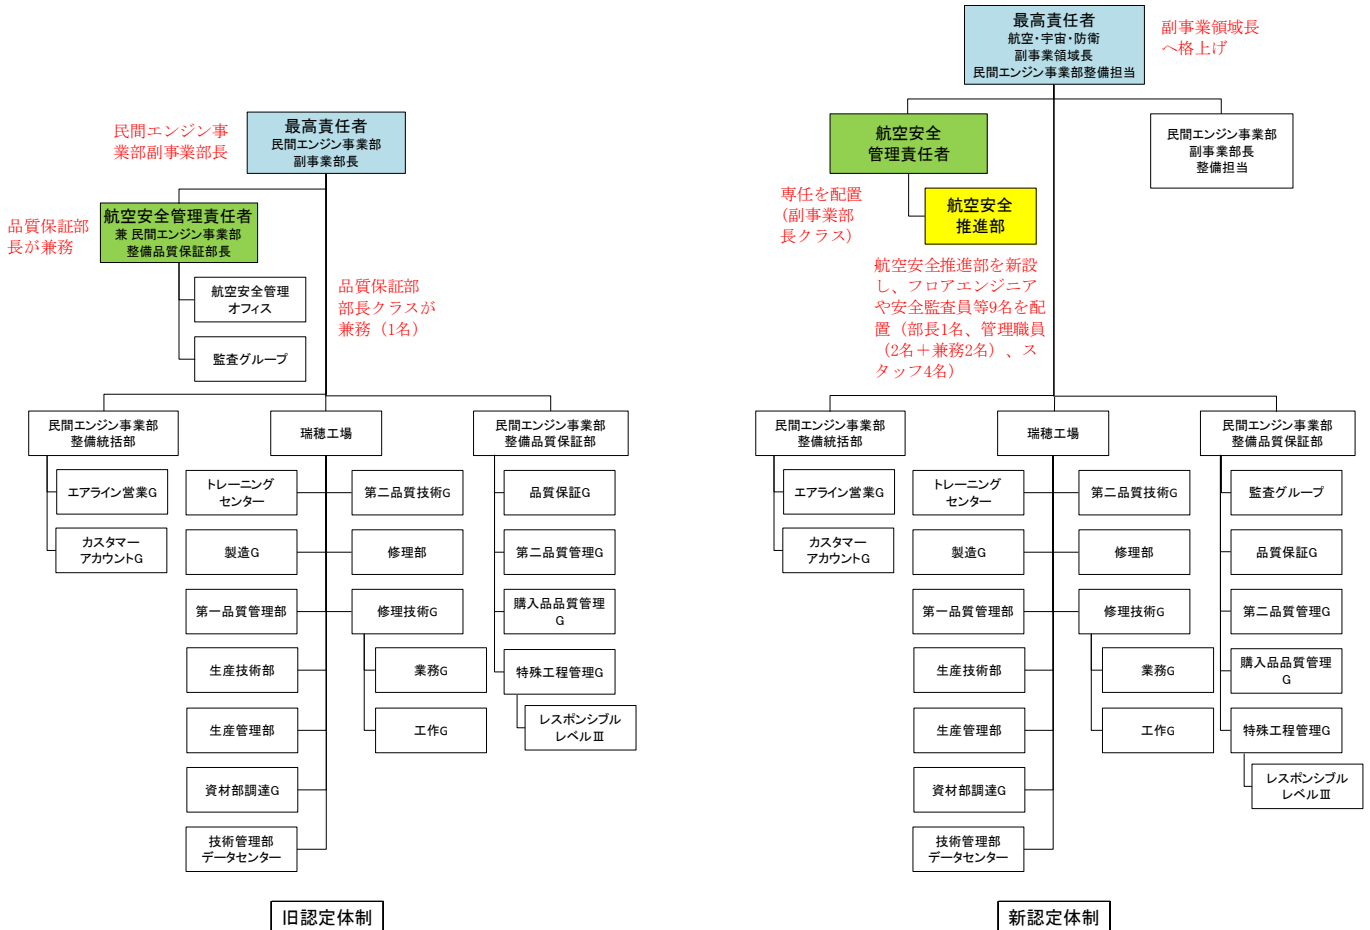 民間エンジン事
業部副事業部長
最高責任者
民間エンジン事業部
副事業部長
品質保証部
長が兼務
航空安全管理責任者
兼 民間エンジン事業部
整備品質保証部長
航空安全管理
オフィス
監査グループ
品質保証部
部長クラスが
兼務（1名）
民間エンジン事業部
整備統括部
瑞穂工場
民間エンジン事業部
整備品質保証部
エアライン営業G
カスタマー
アカウントG
トレーニング
センター
第二品質技術G
製造G
修理部
第一品質管理部
修理技術G
生産技術部
業務G
生産管理部
工作G
資材部調達G
技術管理部
データセンター
品質保証G
第二品質管理G
購入品品質管理
G
特殊工程管理G
レスポンシブル
レベルⅢ
旧認定体制
最高責任者
航空・宇宙・防衛
副事業領域長
民間エンジン事業部整備担当
副事業領域長
へ格上げ
航空安全
管理責任者
民間エンジン事業部
副事業部長
整備担当
専任を配置
（副事業部
長クラス）
航空安全
推進部
航空安全推進部を新設
し、フロアエンジニア
や安全監査員等9名を配
置（部長1名、管理職員
（2名＋兼務2名）、ス
タッフ4名）
民間エンジン事業部
整備統括部
瑞穂工場
民間エンジン事業部
整備品質保証部
エアライン営業G
カスタマー
アカウントG
トレーニング
センター
第二品質技術G
製造G
修理部
第一品質管理部
修理技術G
生産技術部
業務G
生産管理部
工作G
資材部調達G
技術管理部
データセンター
監査グループ
品質保証G
第二品質管理G
購入品品質管理
G
特殊工程管理G
レスポンシブル
レベルⅢ
新認定体制